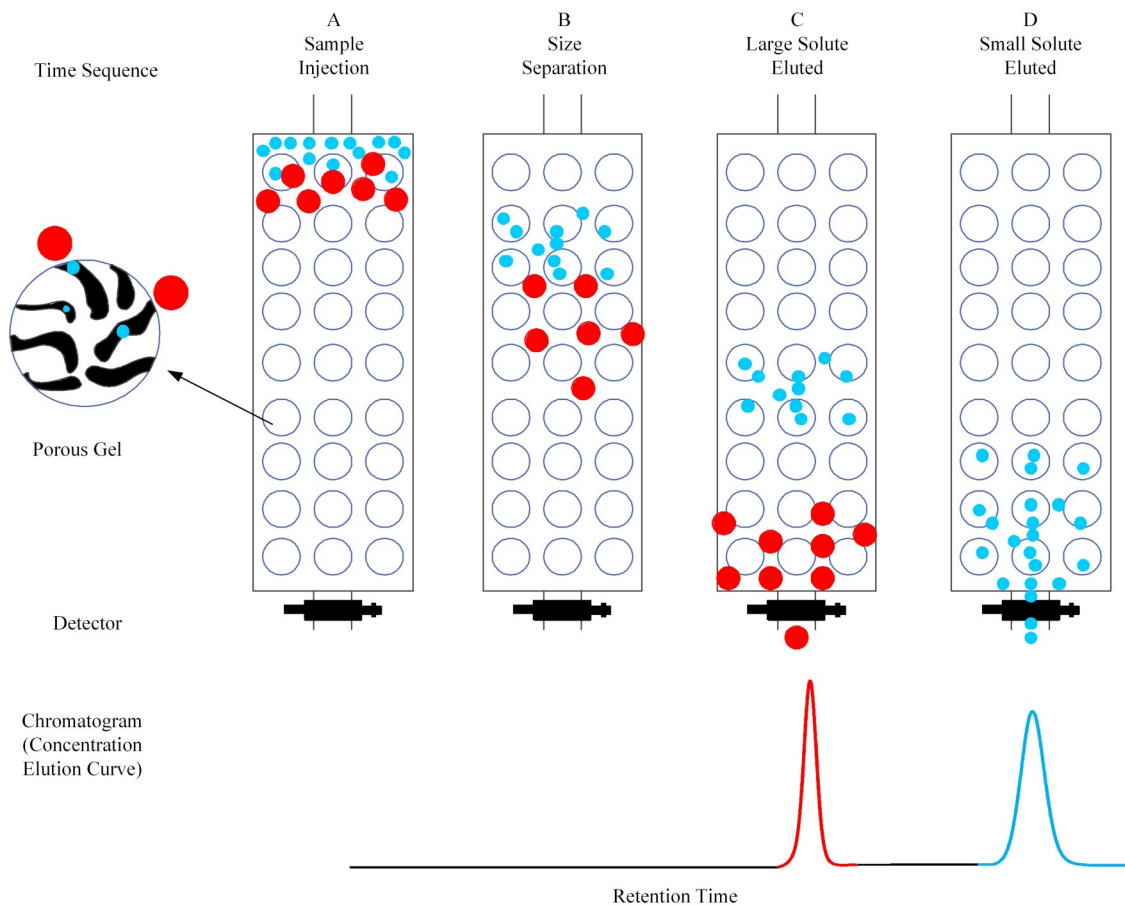 A
Sample
Injection
B
Size
Separation
C
Large Solute
Eluted
D
Small Solute
Eluted
Time Sequence
Porous Gel
Detector
Chromatogram
(Concentration
Elution Curve)
Retention Time